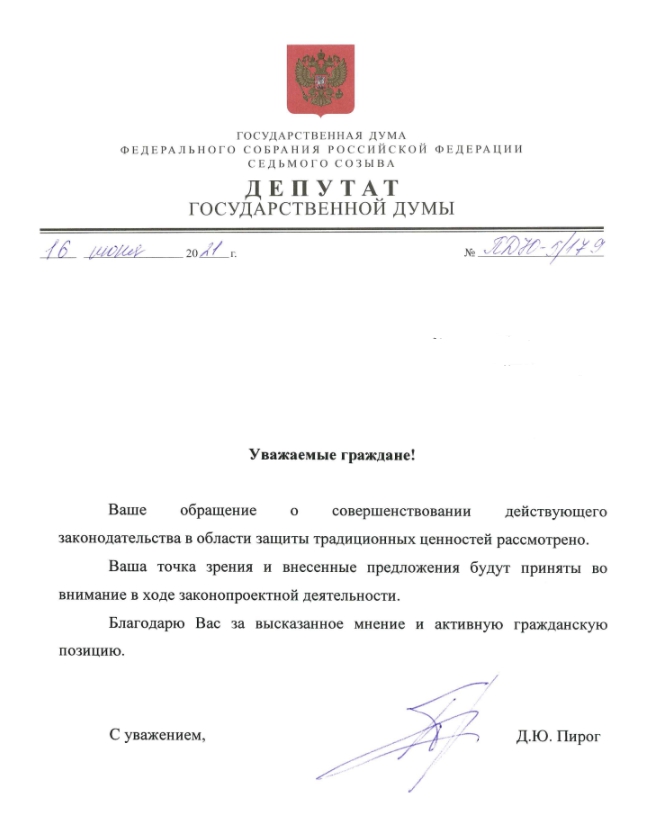 ГОСУДАРСТВЕННАЯ ДУМА
ФЕДЕРАЛЬНОГО СОБРАНИЯ РОССИЙСКОЙ ФЕДЕРАЦИИ
СЕДЬМОГО СОЗЫВА
ДЕПУТАТ
ГОСУДАРСТВЕННОЙ ДУМЫ
16 июня 2021 г. № ПДЮ-5/179
Уважаемые граждане!
Ваше обращение о совершенствовании действующего
законодательства в области защиты традиционных ценностей рассмотрено.
Ваша точка зрения и внесенные предложения будут приняты во
внимание в ходе законопроектной деятельности.
Благодарю Вас за высказанное мнение и активную гражданскую
позицию.
С уважением, Д.Ю. Пирог